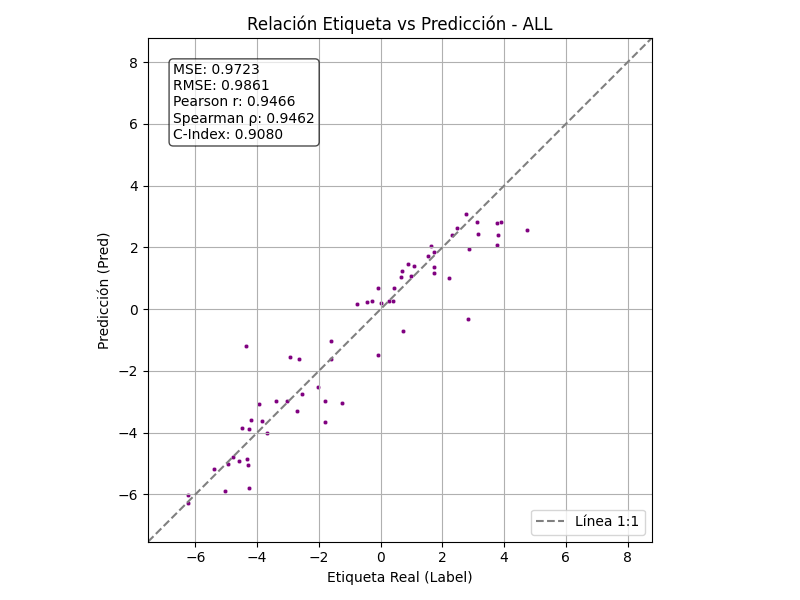 Relación Etiqueta vs Predicción - ALL
MSE: 0.9723
RMSE: 0.9861
Pearson r: 0.9466
Spearman ρ: 0.9462
C-Index: 0.9080
Predicción (Pred)
8
6
4
2
0
−2
−4
−6
−6 −4 −2 0 2 4 6 8
Línea 1:1
Etiqueta Real (Label)